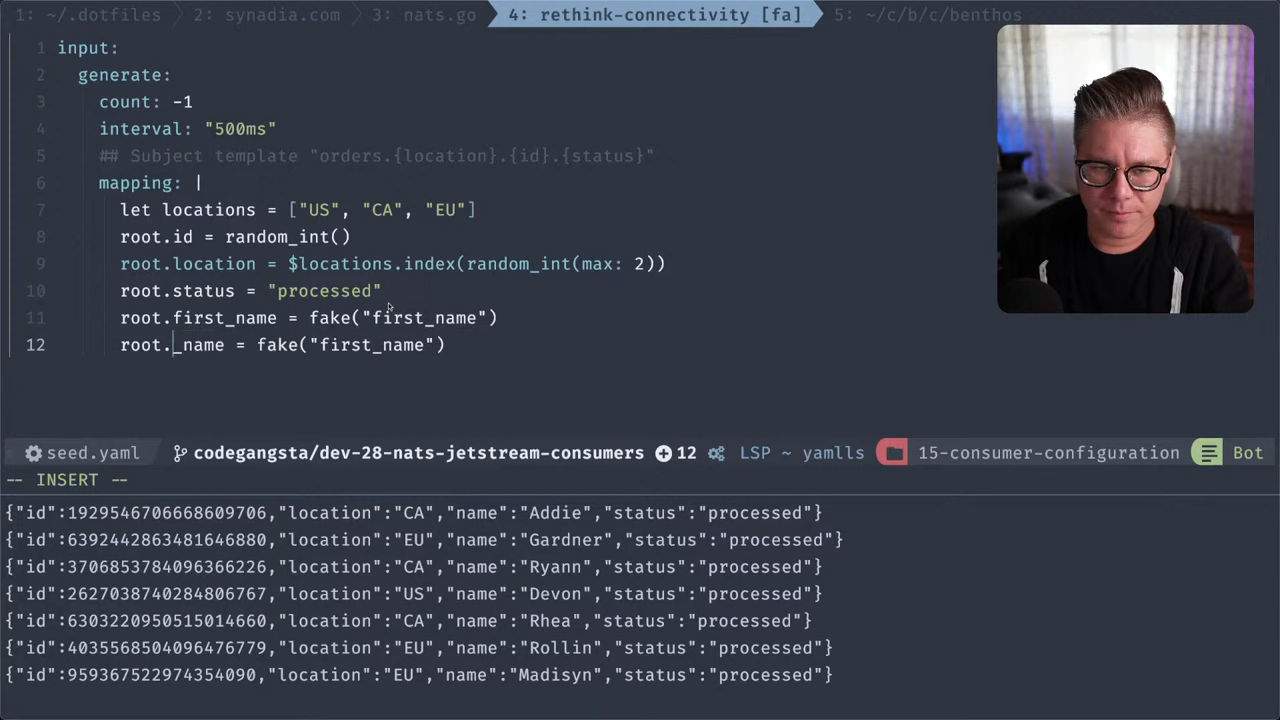 1: ~/.dotfiles 2: synadia.com 3: nats.go 4: rethink-connectivity [fa] 5: ~/c/b/c/benthos
1 input:
2 generate:
3 count: -1
4 interval: "500ms"
5 ## Subject template "orders.{location}.{id}.{status}"
6 mapping: |
7 let locations = ["US", "CA", "EU"]
8 root.id = random_int()
9 root.location = $locations.index(random_int(max: 2))
10 root.status = "processed"
11 root.first_name = fake("first_name")
12 root._name = fake("first_name")
seed.yaml codegangsta/dev-28-nats-jetstream-consumers 12 LSP ~ yamlls 15-consumer-configuration Bot
-- INSERT --
{"id":1929546706668609706,"location":"CA","name":"Addie","status":"processed"}
{"id":6392442863481646880,"location":"EU","name":"Gardner","status":"processed"}
{"id":3706853784096366226,"location":"CA","name":"Ryann","status":"processed"}
{"id":2627038740284806767,"location":"US","name":"Devon","status":"processed"}
{"id":6303220950515014660,"location":"CA","name":"Rhea","status":"processed"}
{"id":4035568504096476779,"location":"EU","name":"Rollin","status":"processed"}
{"id":959367522974354090,"location":"EU","name":"Madisyn","status":"processed"}